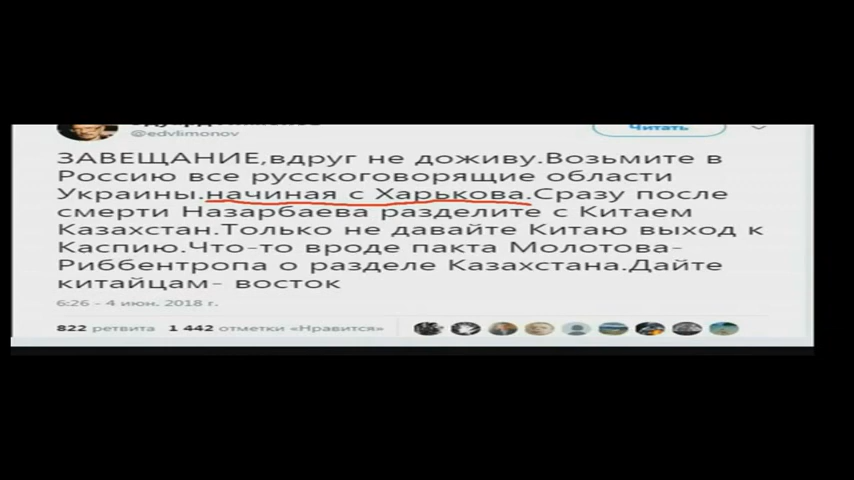 @edvlimonov
Читать
ЗАВЕЩАНИЕ,вдруг не доживу.Возьмите в
Россию все русскоговорящие области
Украины.начиная с Харькова.Сразу после
смерти Назарбаева разделите с Китаем
Казахстан.Только не давайте Китаю выход к
Каспию.Что-то вроде пакта Молотова-
Риббентропа о разделе Казахстана.Дайте
китайцам- восток
6:26 - 4 июн. 2018 г.
822 ретвита 1 442 отметки «Нравится»